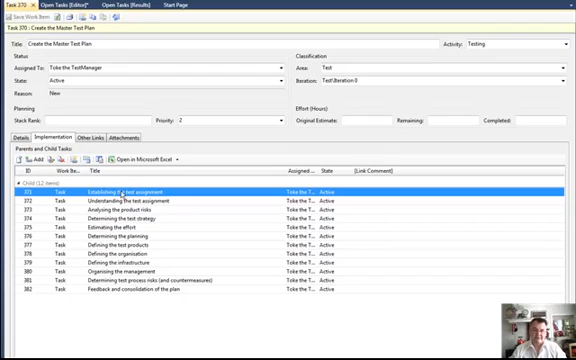 Task 370 Open Tasks [Editor]* Open Tasks [Results] Start Page
Save Work Item
Task 370 : Create the Master Test Plan
Title: Create the Master Test Plan Activity: Testing
Status Classification
Assigned To: Toke the TestManager Area: Test
State: Active Iteration: Test\Iteration 0
Reason: New
Planning Effort (Hours)
Stack Rank: Priority: 2 Original Estimate: Remaining: Completed:
Details Implementation Other Links Attachments
Parents and Child Tasks:
Add Open in Microsoft Excel
ID Work Ite... Title Assigned ... State [Link Comment]
Child (12 items)
371 Task Establishing the test assignment Toke the T... Active
372 Task Understanding the test assignment Toke the T... Active
373 Task Analysing the product risks Toke the T... Active
374 Task Determining the test strategy Toke the T... Active
375 Task Estimating the effort Toke the T... Active
376 Task Determining the planning Toke the T... Active
377 Task Defining the test products Toke the T... Active
378 Task Defining the organisation Toke the T... Active
379 Task Defining the infrastructure Toke the T... Active
380 Task Organising the management Toke the T... Active
381 Task Determining test process risks (and countermeasures) Toke the T... Active
382 Task Feedback and consolidation of the plan Toke the T... Active